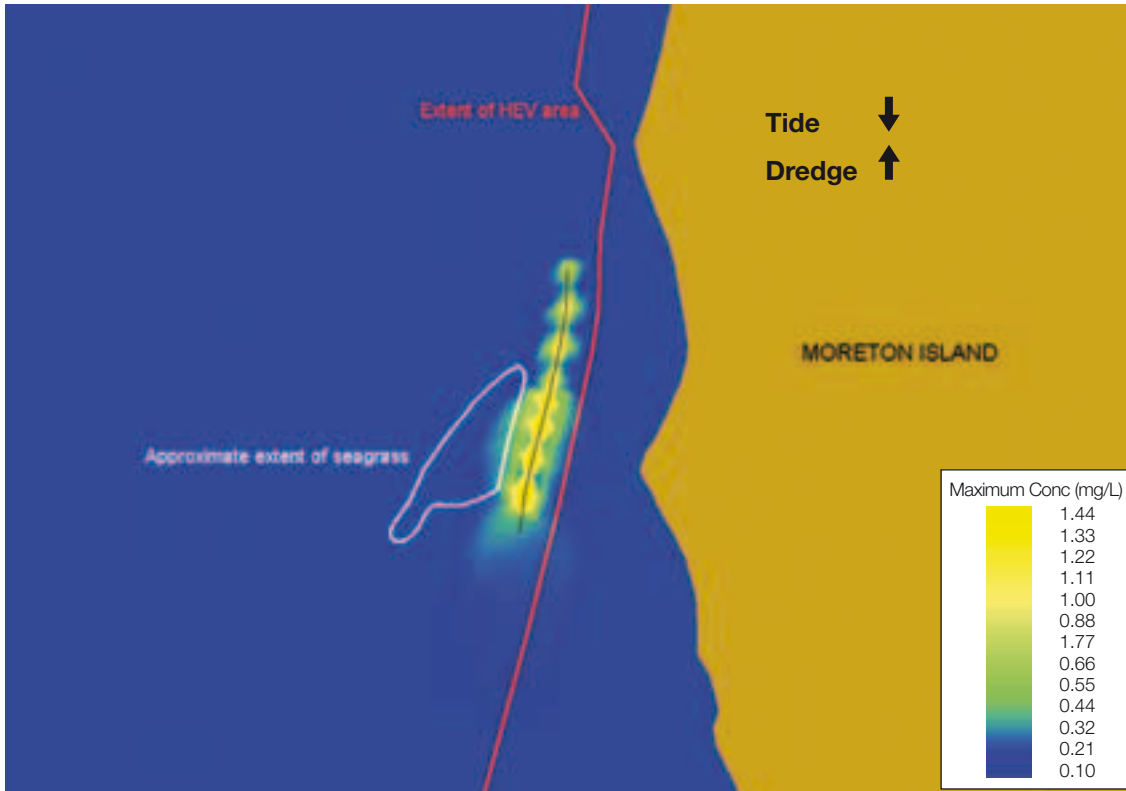 Extent of HEV area
Tide
Dredge
MORETON ISLAND
Approximate extent of seagrass
Maximum Conc (mg/L)
1.44
1.33
1.22
1.11
1.00
0.88
1.77
0.66
0.55
0.44
0.32
0.21
0.10